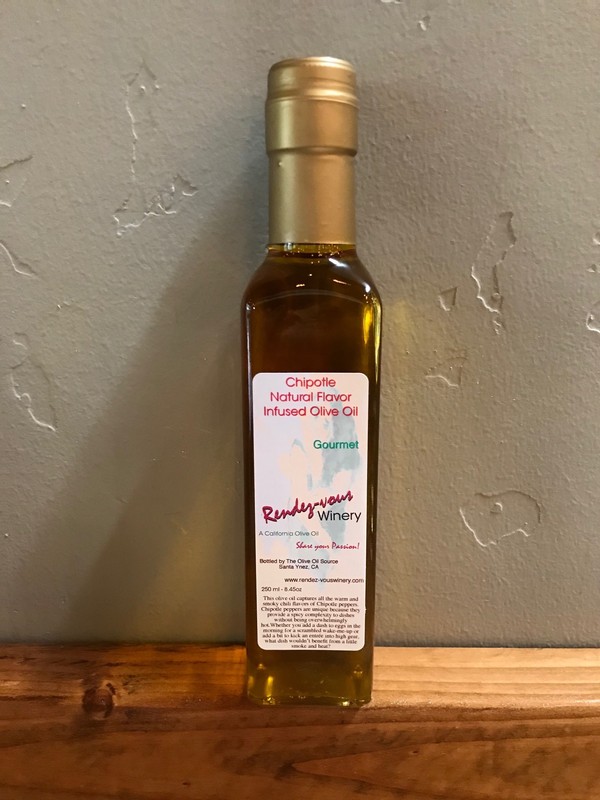 Chipotle
Natural Flavor
Infused Olive Oil
Gourmet
Rendez-vous
Winery
A California Olive Oil
Share your Passion!
Bottled by The Olive Oil Source
Santa Ynez, CA
www.rendez-vouswinery.com
250 ml - 8.45oz
This olive oil captures all the warm and
smoky chili flavors of Chipotle peppers.
Chipotle peppers are unique because they
provide a spicy complexity to dishes
without being overwhelmingly
hot.Whether you add a dash to eggs in the
morning for a scrambled wake-me-up or
add a bit to kick an entrée into high gear,
what dish wouldn't benefit from a little
smoke and heat?